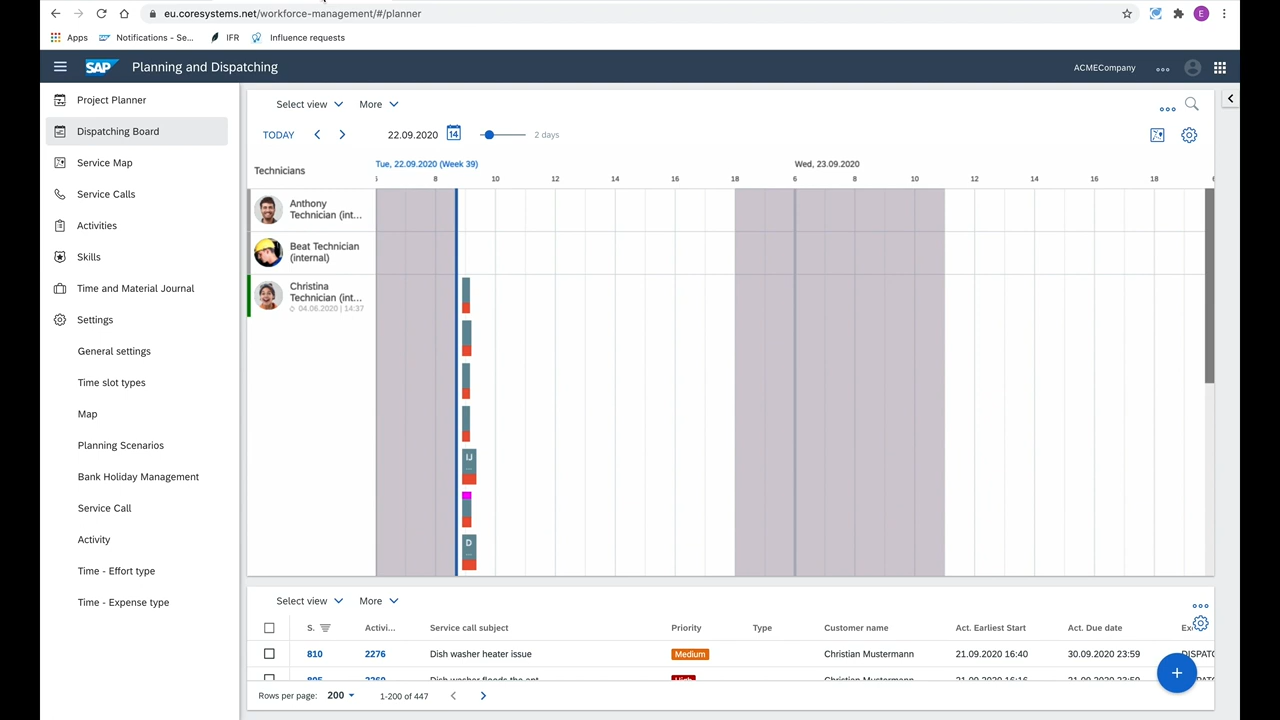 eu.coresystems.net/workforce-management/#/planner
E
Apps
Notifications - Se...
IFR
Influence requests
SAP
Planning and Dispatching
ACMECompany
Project Planner
Dispatching Board
Service Map
Service Calls
Activities
Skills
Time and Material Journal
Settings
General settings
Time slot types
Map
Planning Scenarios
Bank Holiday Management
Service Call
Activity
Time - Effort type
Time - Expense type
Select view
More
TODAY
22.09.2020
14
2 days
Technicians
Tue, 22.09.2020 (Week 39)
Wed, 23.09.2020
8 10 12 14 16 18 6 8 10 12 14 16 18
Anthony
Technician (int...
Beat Technician
(internal)
Christina
Technician (int...
04.06.2020 | 14:37
IJ
...
D
...
Select view
More
S. Activi... Service call subject Priority Type Customer name Act. Earliest Start Act. Due date
810 2276 Dish washer heater issue Medium Christian Mustermann 21.09.2020 16:40 30.09.2020 23:59 DISPATC
Rows per page: 200 1-200 of 447
+